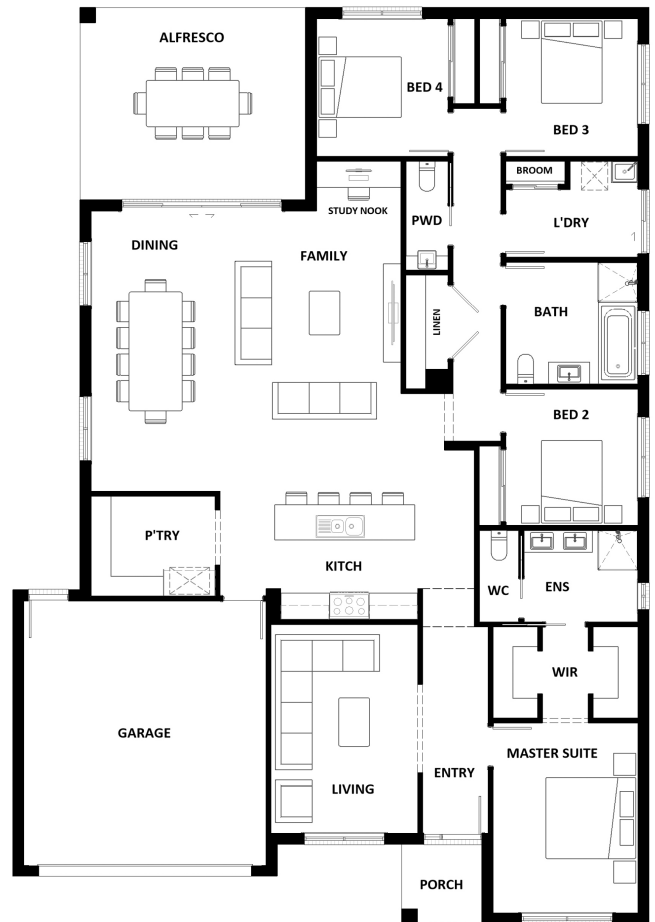 ALFRESCO
BED 4
BED 3
BROOM
STUDY NOOK
PWD
L'DRY
DINING
FAMILY
LINEN
BATH
BED 2
P'TRY
KITCH
WC
ENS
WIR
GARAGE
MASTER SUITE
LIVING
ENTRY
PORCH